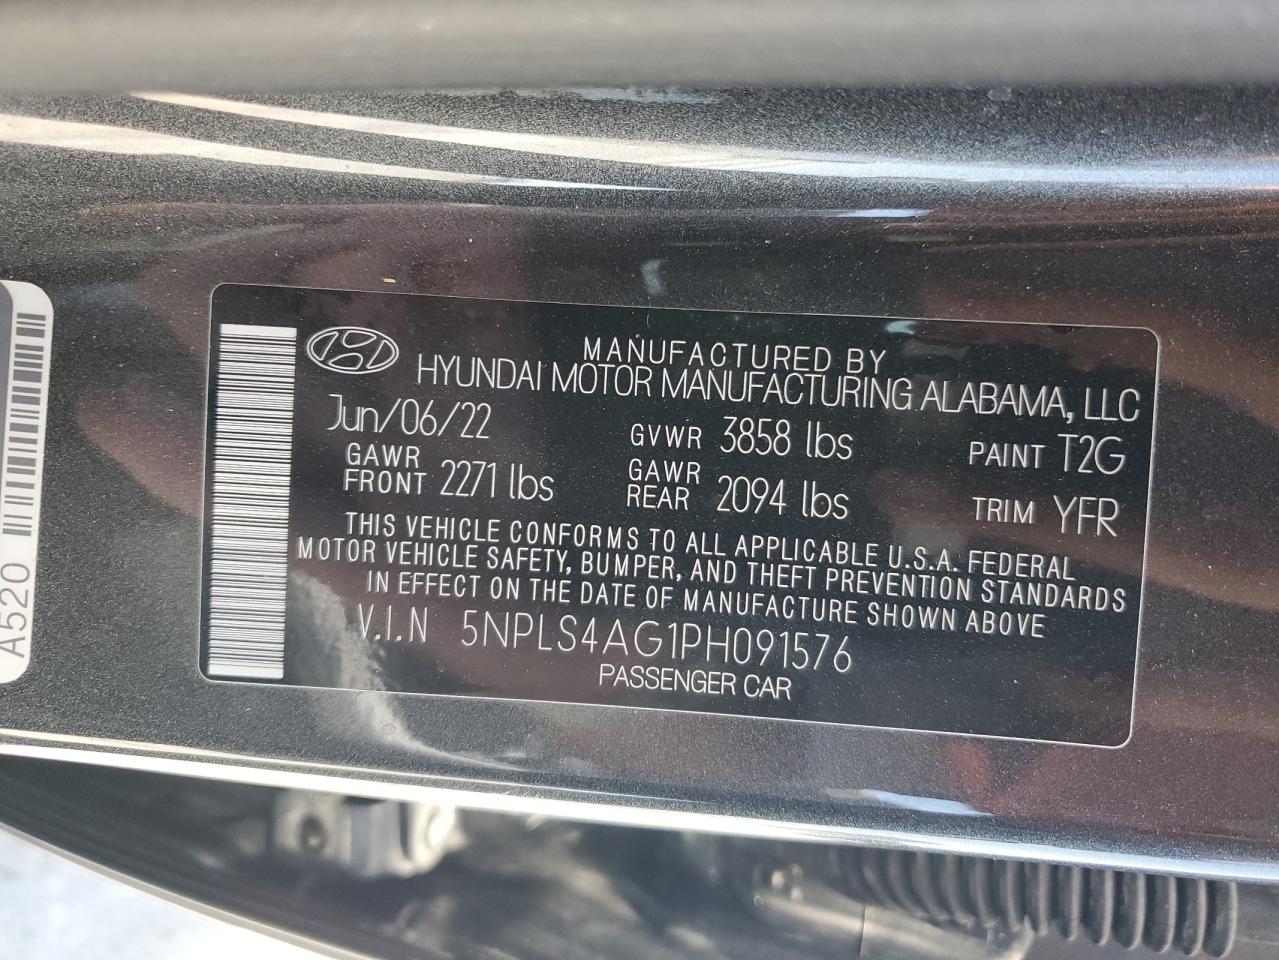 MANUFACTURED BY
HYUNDAI MOTOR MANUFACTURING ALABAMA, LLC
Jun/06/22 GVWR 3858 lbs PAINT T2G
GAWR FRONT 2271 lbs GAWR REAR 2094 lbs TRIM YFR
THIS VEHICLE CONFORMS TO ALL APPLICABLE U.S.A. FEDERAL
MOTOR VEHICLE SAFETY, BUMPER, AND THEFT PREVENTION STANDARDS
IN EFFECT ON THE DATE OF MANUFACTURE SHOWN ABOVE
V.I.N 5NPLS4AG1PH091576
PASSENGER CAR
A520